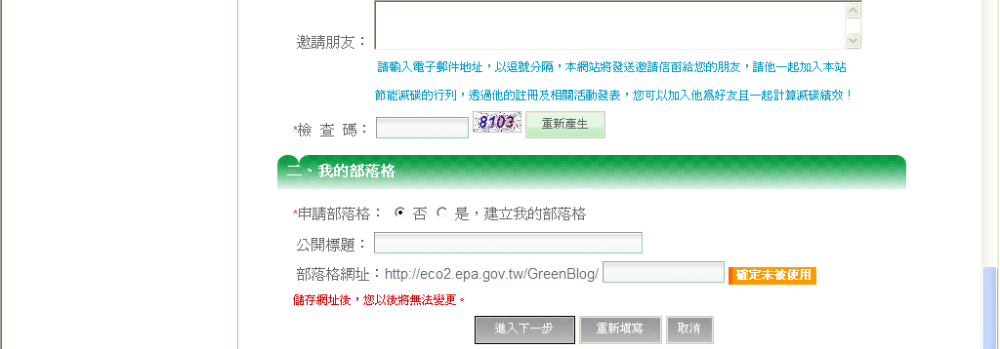 邀請朋友：
請輸入電子郵件地址，以逗號分隔，本網站將發送邀請信函給您的朋友，請他一起加入本站
節能減碳的行列，透過他的註冊及相關活動發表，您可以加入他爲好友且一起計算減碳績效！
*檢 查 碼： 8103 重新產生
二、我的部落格
*申請部落格： 否 是，建立我的部落格
公開標題：
部落格網址：http://eco2.epa.gov.tw/GreenBlog/ 確定未被使用
儲存網址後，您以後將無法變更。
進入下一步 重新填寫 取消